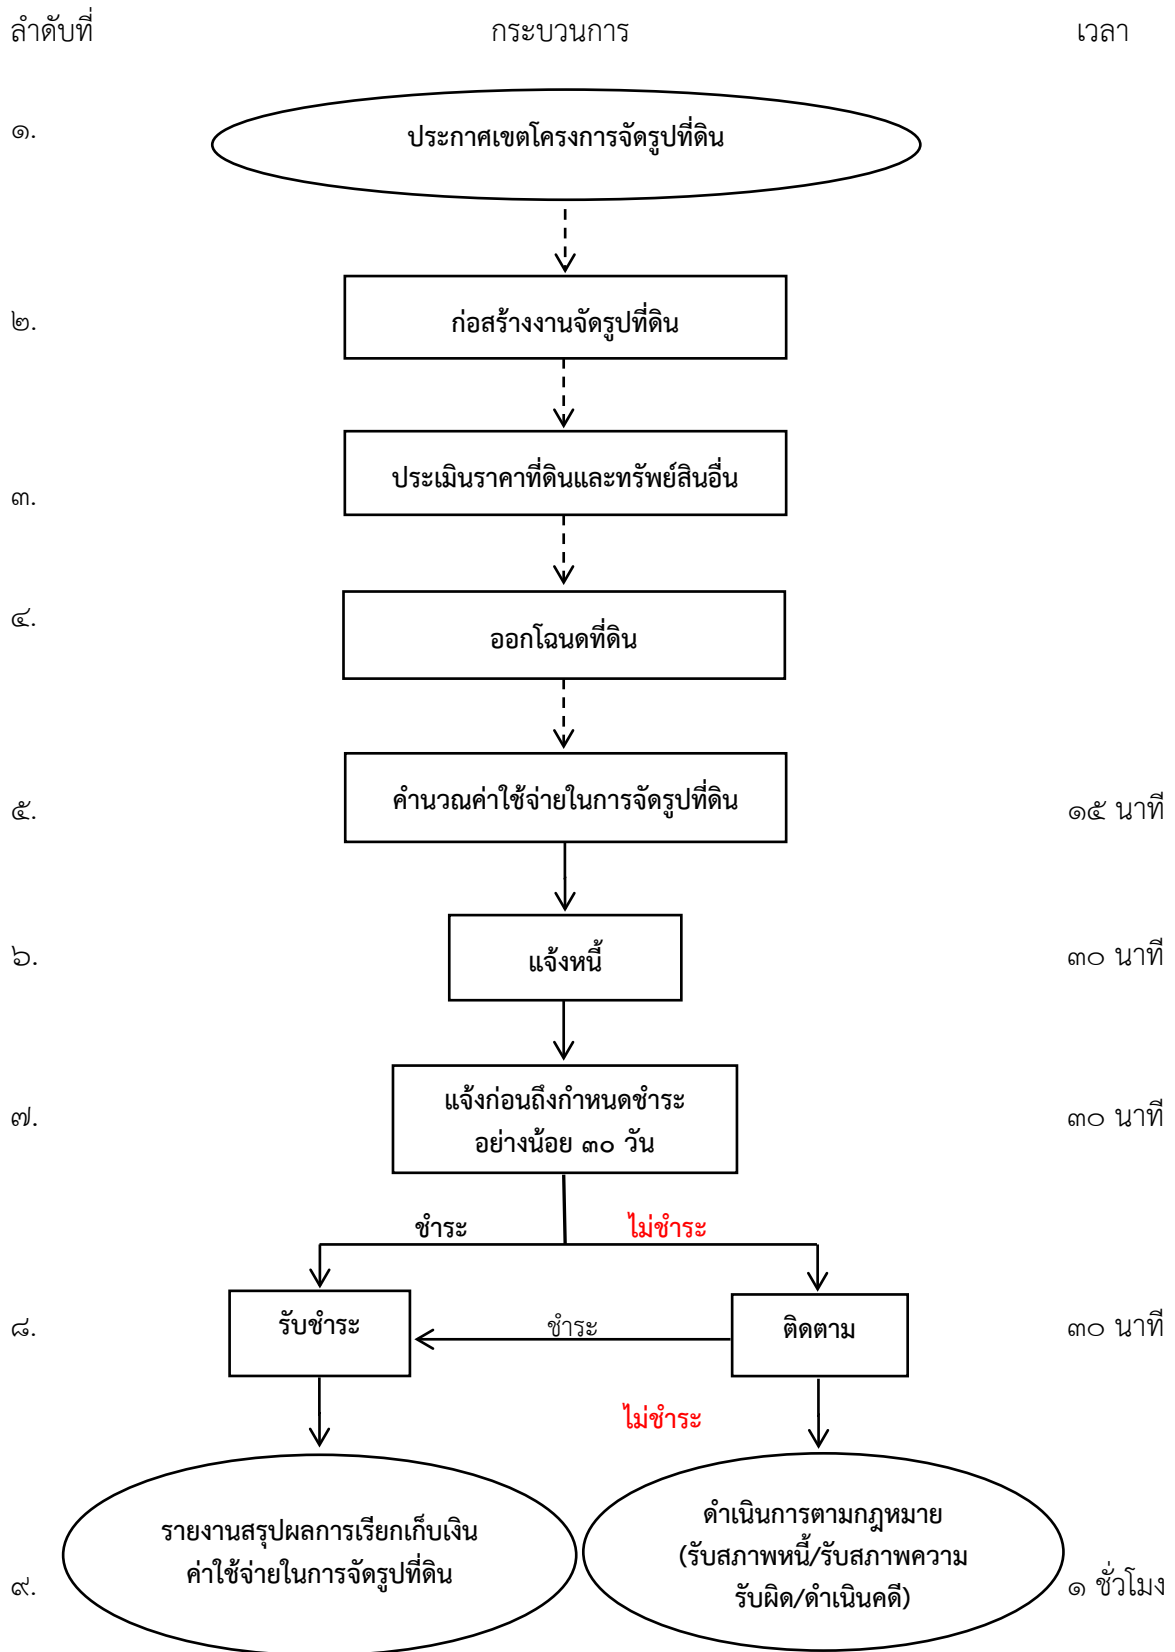 ลำดับที่ กระบวนการ เวลา
๑. ประกาศเขตโครงการจัดรูปที่ดิน
๒. ก่อสร้างงานจัดรูปที่ดิน
ประเมินราคาที่ดินและทรัพย์สินอื่น
๓.
๔.
ออกโฉนดที่ดิน
๕. คำนวณค่าใช้จ่ายในการจัดรูปที่ดิน ๑๕ นาที
๖. แจ้งหนี้ ๓๐ นาที
แจ้งก่อนถึงกำหนดชำระ
๗. ๓๐ นาที
อย่างน้อย ๓๐ วัน
ชำระ ไม่ชำระ
๘. รับชำระ ชำระ ติดตาม ๓๐ นาที
ไม่ชำระ
รายงานสรุปผลการเรียกเก็บเงิน
ค่าใช้จ่ายในการจัดรูปที่ดิน
ดำเนินการตามกฎหมาย
(รับสภาพหนี้/รับสภาพความ
รับผิด/ดำเนินคดี)
๙. ๑ ชั่วโมง